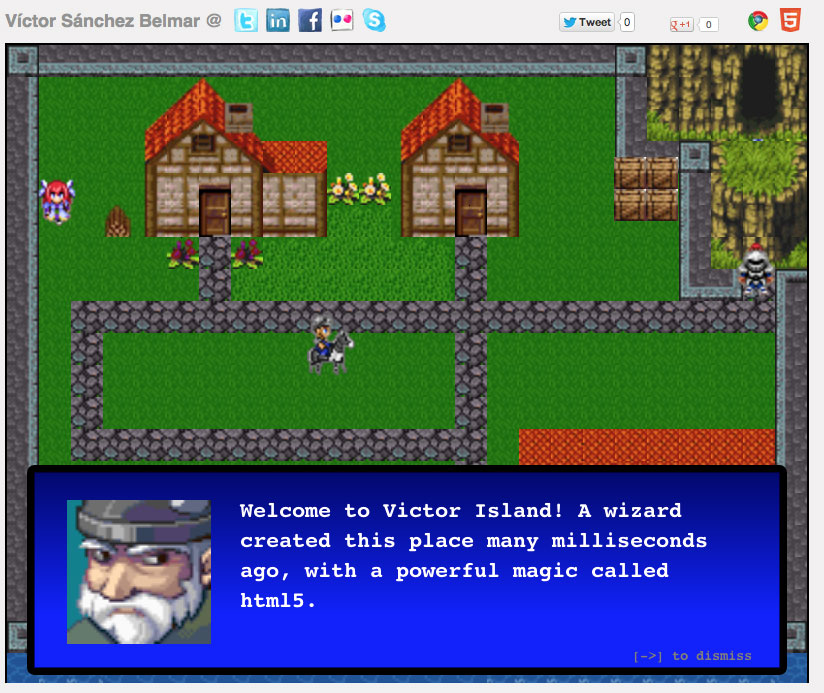 Víctor Sánchez Belmar @
Tweet 0
+1 0
Welcome to Victor Island! A wizard
created this place many milliseconds
ago, with a powerful magic called
html5.
[->] to dismiss